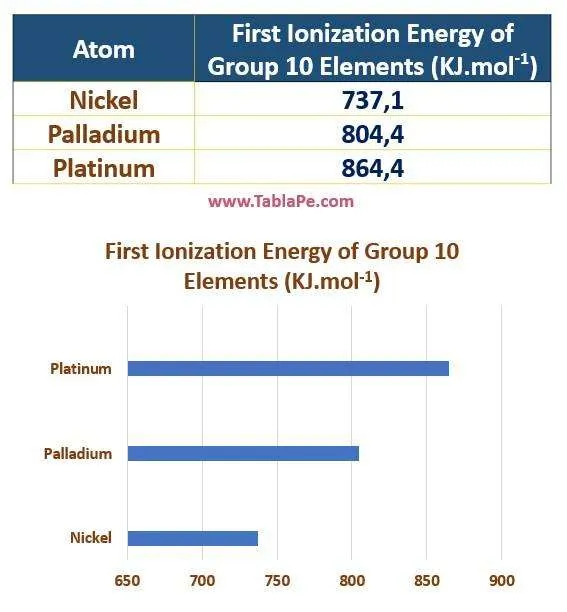 Atom
First Ionization Energy of
Group 10 Elements (KJ.mol-1)
Nickel 737,1
Palladium 804,4
Platinum 864,4
www.TablaPe.com
First Ionization Energy of Group 10
Elements (KJ.mol-1)
Platinum
Palladium
Nickel
650 700 750 800 850 900